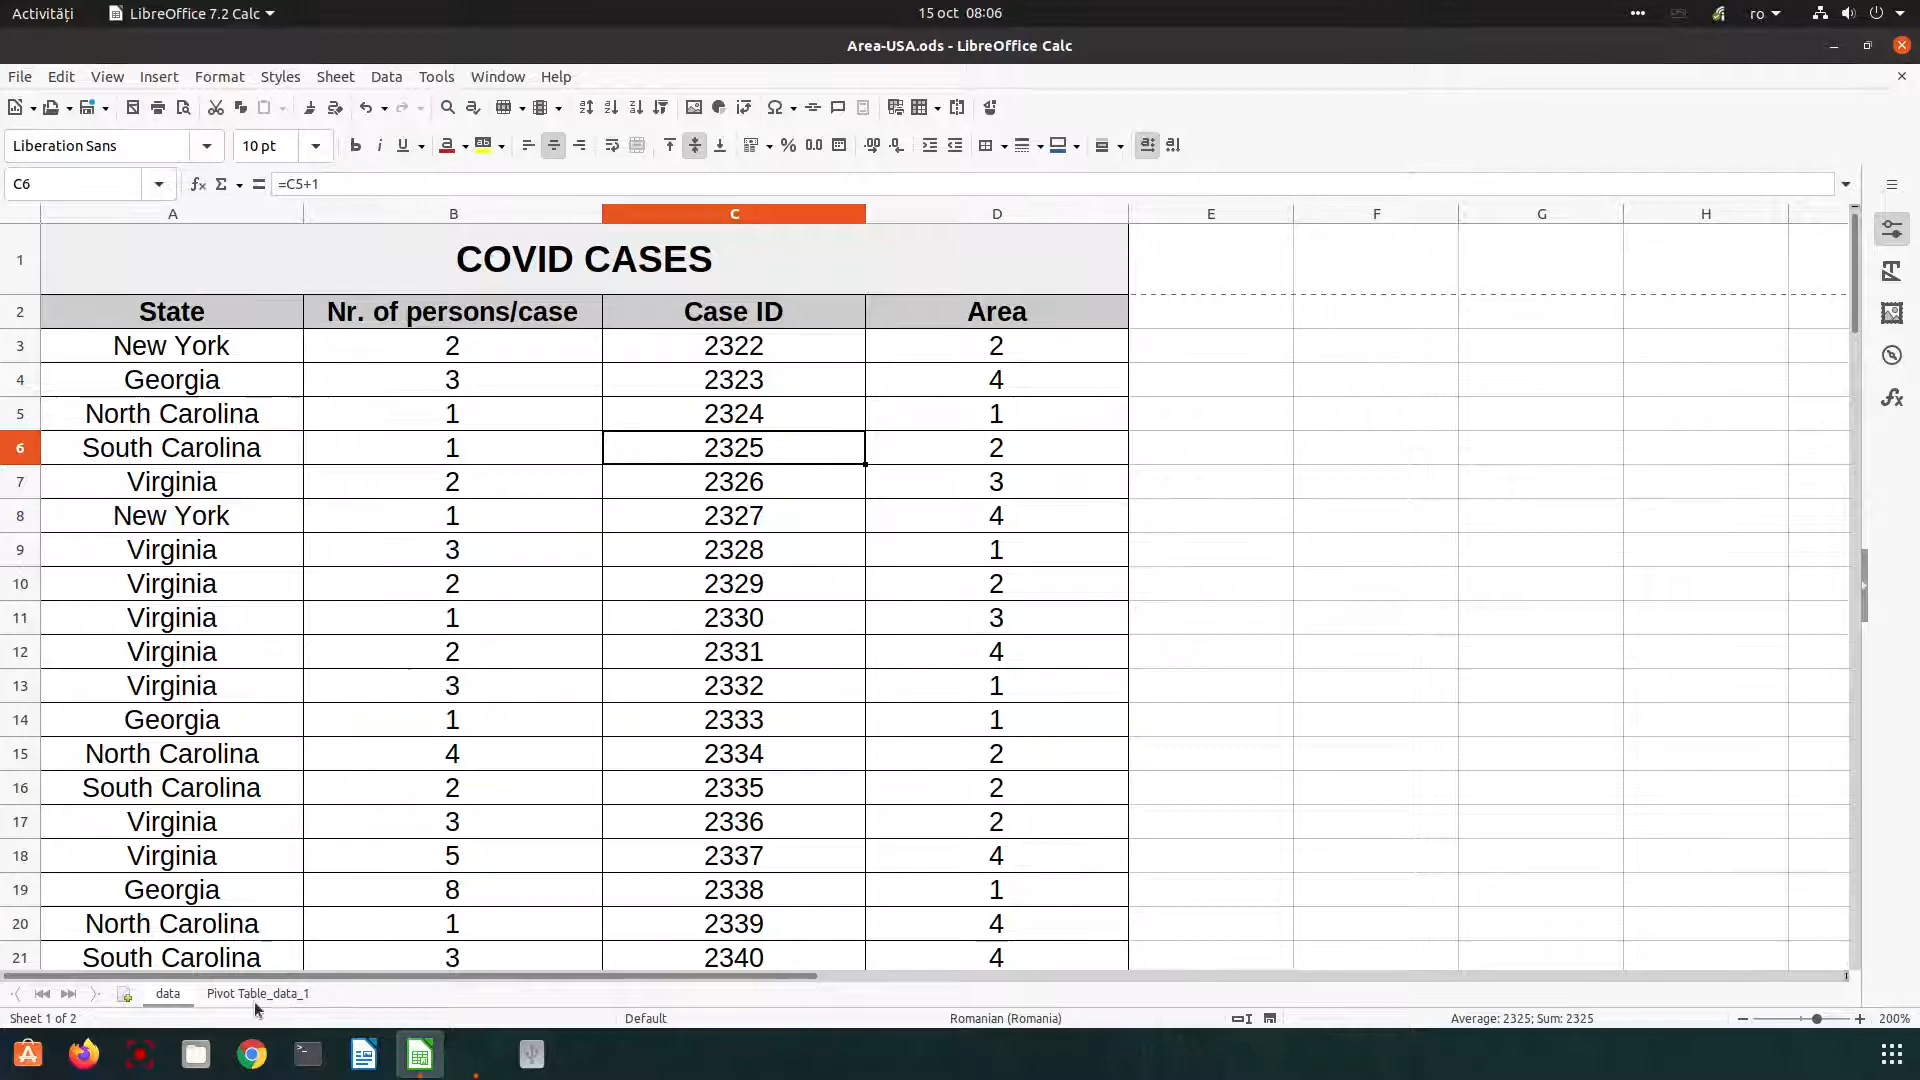 Activități LibreOffice 7.2 Calc 15 oct 08:06 ro
Area-USA.ods - LibreOffice Calc
File Edit View Insert Format Styles Sheet Data Tools Window Help
Liberation Sans 10 pt
C6 =C5+1
A B C D E F G H
1 COVID CASES
2 State Nr. of persons/case Case ID Area
3 New York 2 2322 2
4 Georgia 3 2323 4
5 North Carolina 1 2324 1
6 South Carolina 1 2325 2
7 Virginia 2 2326 3
8 New York 1 2327 4
9 Virginia 3 2328 1
10 Virginia 2 2329 2
11 Virginia 1 2330 3
12 Virginia 2 2331 4
13 Virginia 3 2332 1
14 Georgia 1 2333 1
15 North Carolina 4 2334 2
16 South Carolina 2 2335 2
17 Virginia 3 2336 2
18 Virginia 5 2337 4
19 Georgia 8 2338 1
20 North Carolina 1 2339 4
21 South Carolina 3 2340 4
data Pivot Table_data_1
Sheet 1 of 2 Default Romanian (Romania) Average: 2325; Sum: 2325 200%